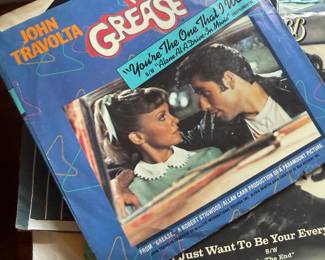 JOHN
TRAVOLTA
GREASE
"You're The One That I
B/W "Alone At A Drive-In Movie"
FROM "GREASE" A ROBERT STIGWOOD/ALLAN CARR PRODUCTION OF A PARAMOUNT PICTURE.
Just Want To Be Your Every
B/W
The End"